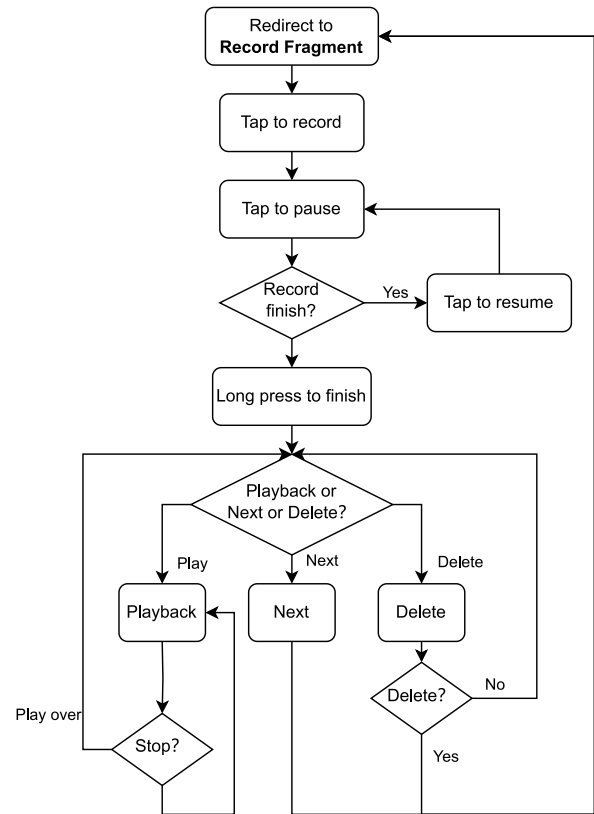 Redirect to
Record Fragment
Tap to record
Tap to pause
Record
finish?
Yes
Tap to resume
Long press to finish
Playback or
Next or Delete?
Play
Next
Delete
Playback
Next
Delete
Delete?
No
Play over
Stop?
Yes